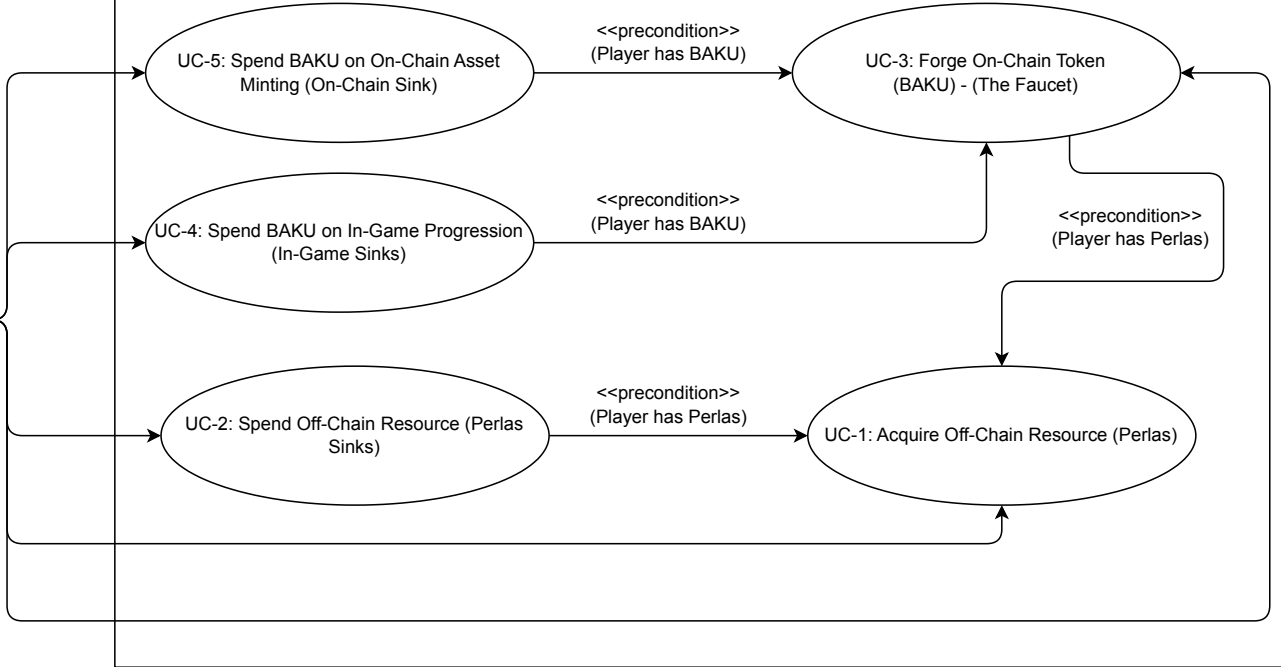 UC-5: Spend BAKU on On-Chain Asset
Minting (On-Chain Sink)
<<precondition>>
(Player has BAKU)
UC-3: Forge On-Chain Token
(BAKU) - (The Faucet)
UC-4: Spend BAKU on In-Game Progression
(In-Game Sinks)
<<precondition>>
(Player has BAKU)
<<precondition>>
(Player has Perlas)
UC-2: Spend Off-Chain Resource (Perlas
Sinks)
<<precondition>>
(Player has Perlas)
UC-1: Acquire Off-Chain Resource (Perlas)